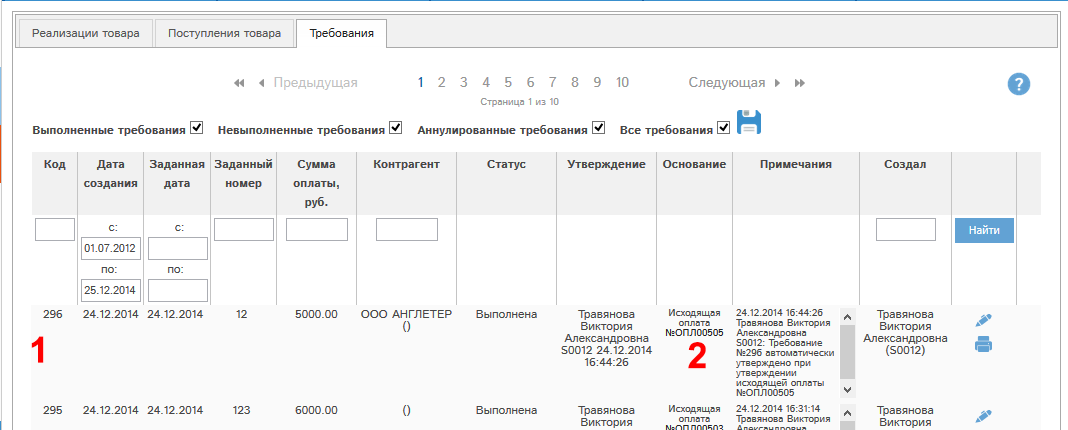 Реализации товара Поступления товара Требования
Предыдущая 1 2 3 4 5 6 7 8 9 10 Следующая
Страница 1 из 10
?
Выполненные требования Невыполненные требования Аннулированные требования Все требования
Код Дата Заданная Заданный Сумма Контрагент Статус Утверждение Основание Примечания Создал
создания дата номер оплаты,
руб.
с: с:
01.07.2012
Найти
по: по:
25.12.2014
296 24.12.2014 24.12.2014 12 5000.00 ООО АНГЛЕТЕР Выполнена Травянова Исходящая 24.12.2014 16:44:26 Травянова
() Виктория оплата Травянова Виктория Виктория
Александровна №ОПЛ00505 Александровна Александровна
S0012 24.12.2014 S0012: Требование (S0012)
16:44:26 №296 автоматически
утверждено при
утверждении
исходящей оплаты
№ОПЛ00505
1 2
295 24.12.2014 24.12.2014 123 6000.00 () Выполнена Травянова Исходящая 24.12.2014 16:31:14 Травянова
Виктория оплата Травянова Виктория Виктория
№ОПЛ00503